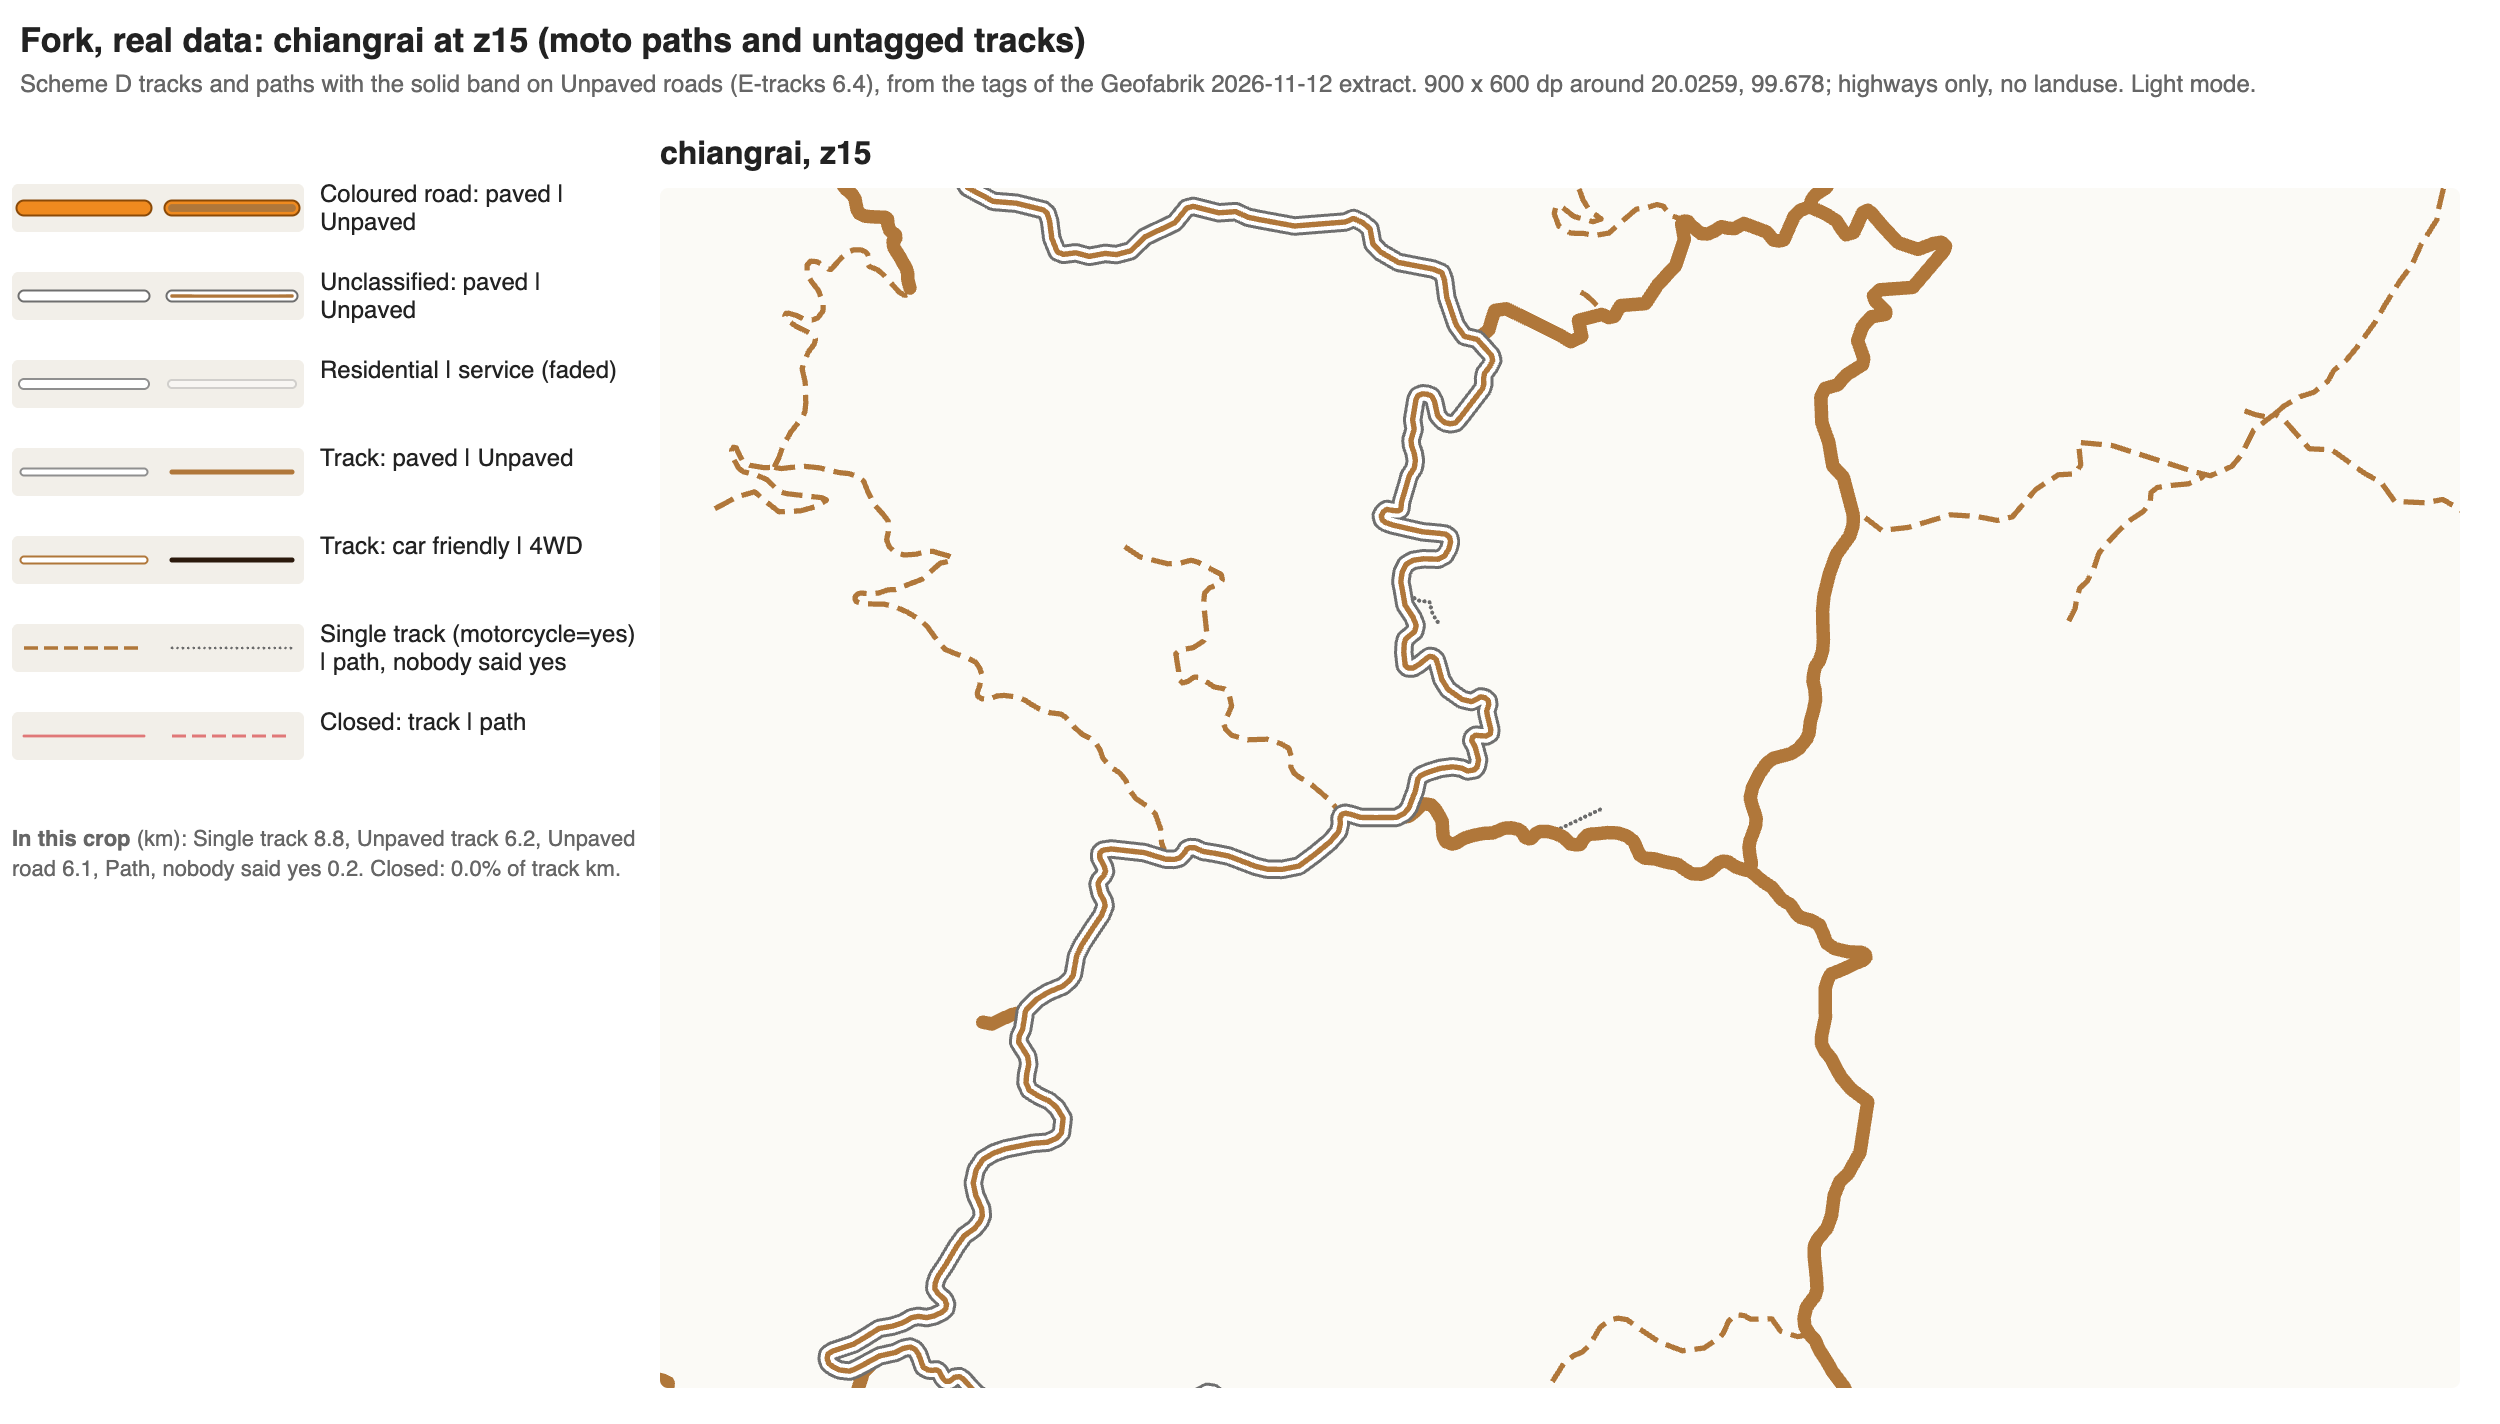 Fork, real data: chiangrai at z15 (moto paths and untagged tracks)
Scheme D tracks and paths with the solid band on Unpaved roads (E-tracks 6.4), from the tags of the Geofabrik 2026-11-12 extract. 900 x 600 dp around 20.0259, 99.678; highways only, no landuse. Light mode.
chiangrai, z15
Coloured road: paved |
Unpaved
Unclassified: paved |
Unpaved
Residential | service (faded)
Track: paved | Unpaved
Track: car friendly | 4WD
Single track (motorcycle=yes)
| path, nobody said yes
Closed: track | path
In this crop (km): Single track 8.8, Unpaved track 6.2, Unpaved
road 6.1, Path, nobody said yes 0.2. Closed: 0.0% of track km.